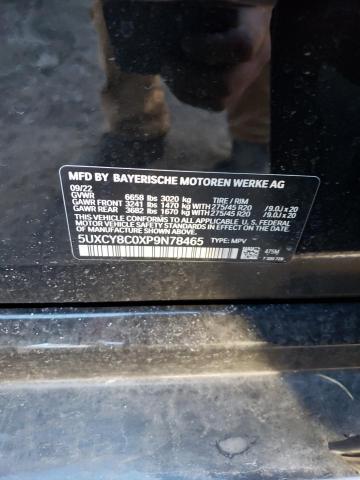 MFD BY BAYERISCHE MOTOREN WERKE AG
09/22
GVWR 6658 lbs 3020 kg TIRE / RIM
GAWR FRONT 3241 lbs 1470 kg WITH 275/45 R20 /9.0J x 20
GAWR REAR 3682 lbs 1670 kg WITH 275/45 R20 /9.0J x 20
THIS VEHICLE CONFORMS TO ALL APPLICABLE U.S. FEDERAL
MOTOR VEHICLE SAFETY STANDARDS IN EFFECT
ON THE DATE OF MANUFACTURE SHOWN ABOVE.
5UXCY8C0XP9N78465 TYPE: MPV
475M